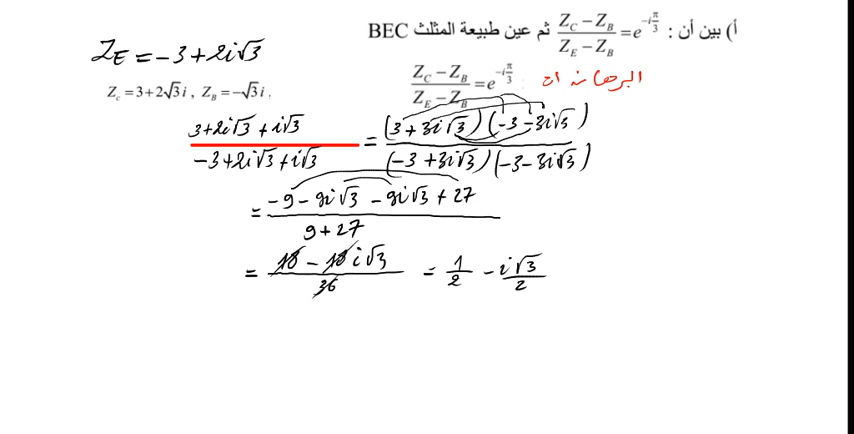 أ) بين أن : (Z_C − Z_B)/(Z_E − Z_B) = e^{-i π/3} ثم عين طبيعة المثلث BEC
Z_E = −3 + 2i√3
البرهان ان (Z_C − Z_B)/(Z_E − Z_B) = e^{-i π/3}
Z_c = 3+2√3 i , Z_B = −√3 i ,
(3+2i√3 + i√3)/(−3+2i√3+i√3) = ((3+3i√3)(−3−3i√3))/((−3+3i√3)(−3−3i√3))
= (−9 − 9i√3 − 9i√3 + 27)/(9+27)
= (18 − 18i√3)/36 = 1/2 − i√3/2